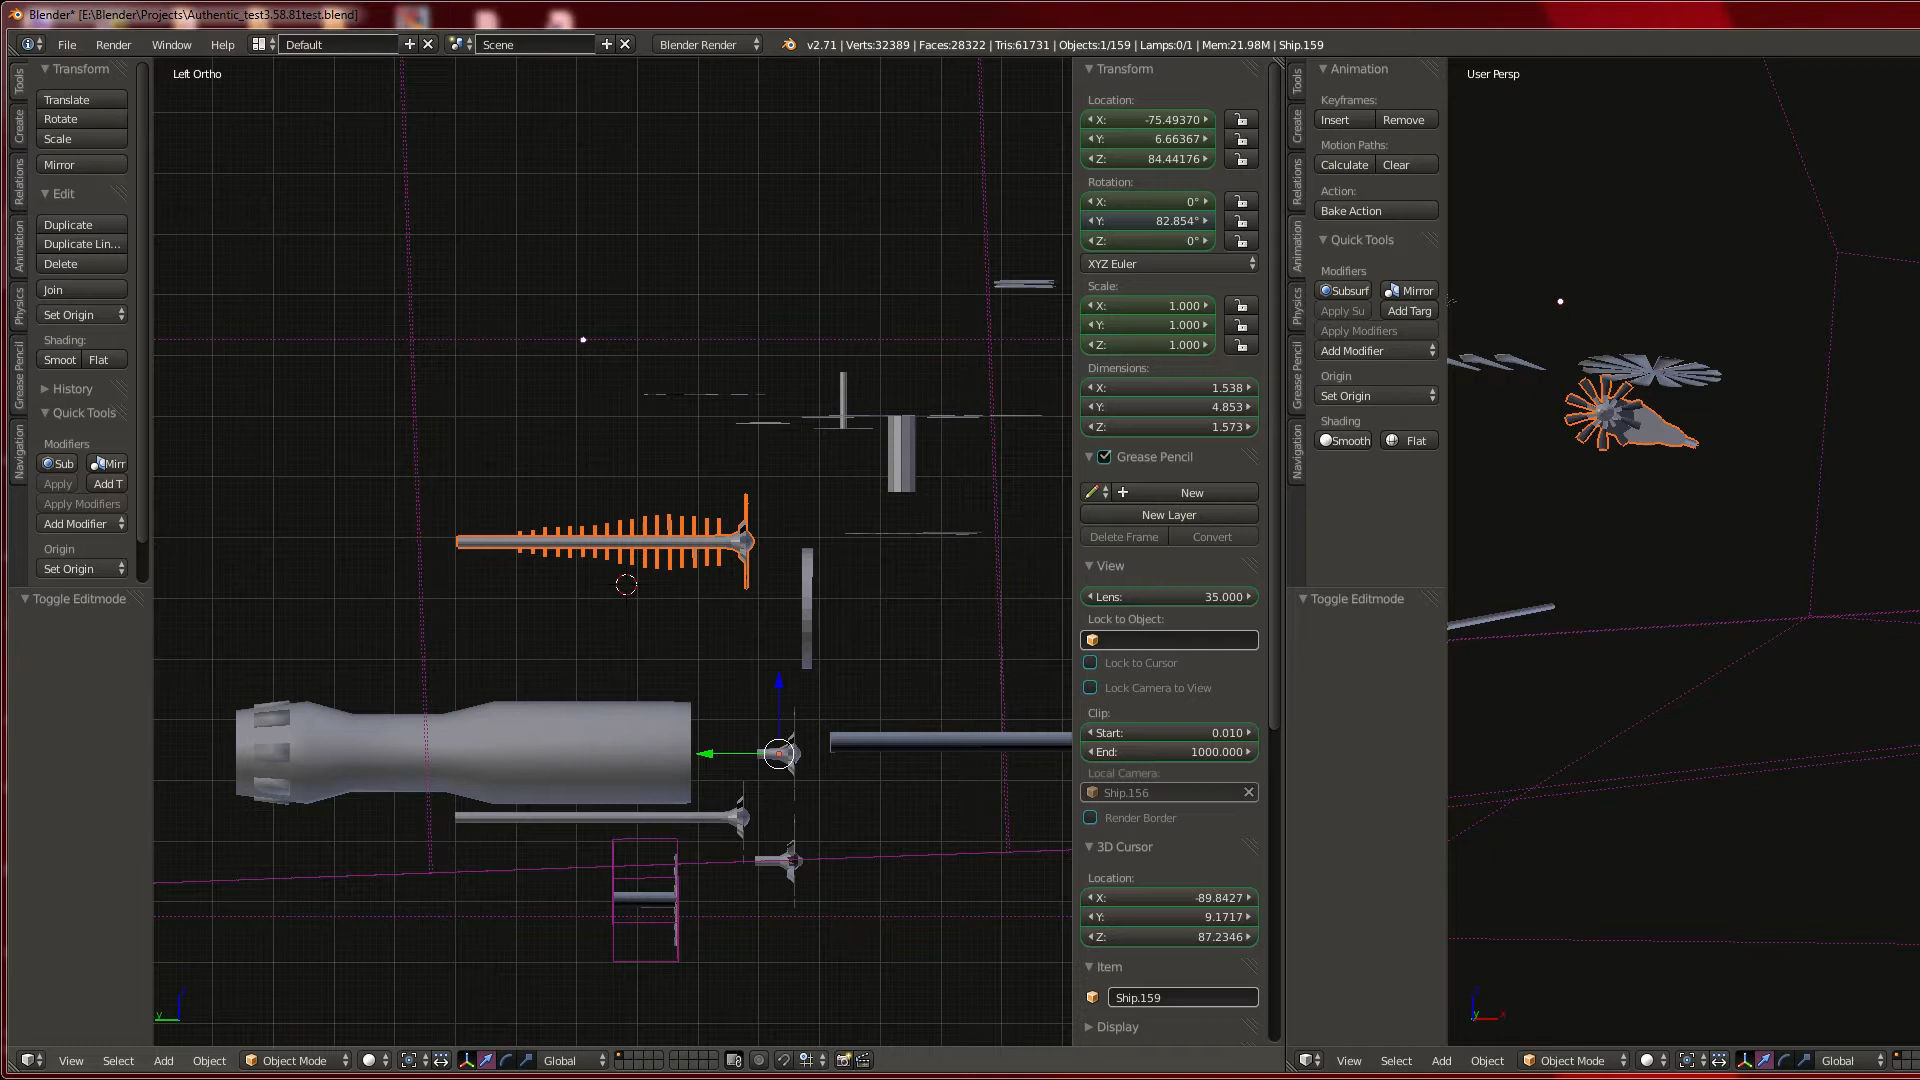 Blender* [E:\Blender\Projects\Authentic_test3.58.81test.blend]
File Render Window Help Default Scene Blender Render v2.71 | Verts:32389 | Faces:28322 | Tris:61731 | Objects:1/159 | Lamps:0/1 | Mem:21.98M | Ship.159
Tools
Create
Relations
Animation
Physics
Grease Pencil
Navigation
Transform
Translate
Rotate
Scale
Mirror
Edit
Duplicate
Duplicate Lin...
Delete
Join
Set Origin
Shading:
Smoot Flat
History
Quick Tools
Modifiers
Sub Mirr
Apply Add T
Apply Modifiers
Add Modifier
Origin
Set Origin
Toggle Editmode
Left Ortho
z
y
Transform
Location:
X: -75.49370
Y: 6.66367
Z: 84.44176
Rotation:
X: 0°
Y: 82.854°
Z: 0°
XYZ Euler
Scale:
X: 1.000
Y: 1.000
Z: 1.000
Dimensions:
X: 1.538
Y: 4.853
Z: 1.573
Grease Pencil
New
New Layer
Delete Frame Convert
View
Lens: 35.000
Lock to Object:
Lock to Cursor
Lock Camera to View
Clip:
Start: 0.010
End: 1000.000
Local Camera:
Ship.156
Render Border
3D Cursor
Location:
X: -89.8427
Y: 9.1717
Z: 87.2346
Item
Ship.159
Display
Tools
Create
Relations
Animation
Physics
Grease Pencil
Navigation
Animation
Keyframes:
Insert Remove
Motion Paths:
Calculate Clear
Action:
Bake Action
Quick Tools
Modifiers
Subsurf Mirror
Apply Su Add Targ
Apply Modifiers
Add Modifier
Origin
Set Origin
Shading
Smooth Flat
Toggle Editmode
User Persp
y x
View Select Add Object Object Mode Global
View Select Add Object Object Mode Global